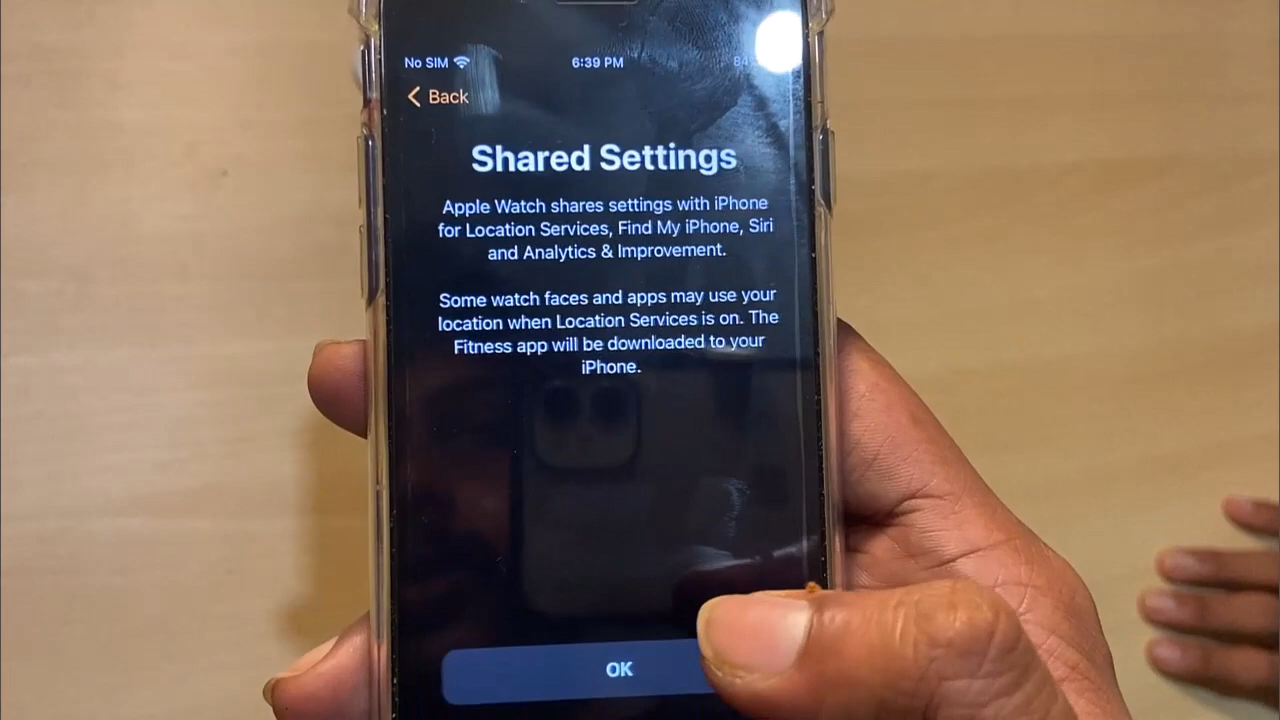 No SIM
6:39 PM
84
Back
Shared Settings
Apple Watch shares settings with iPhone
for Location Services, Find My iPhone, Siri
and Analytics & Improvement.
Some watch faces and apps may use your
location when Location Services is on. The
Fitness app will be downloaded to your
iPhone.
OK